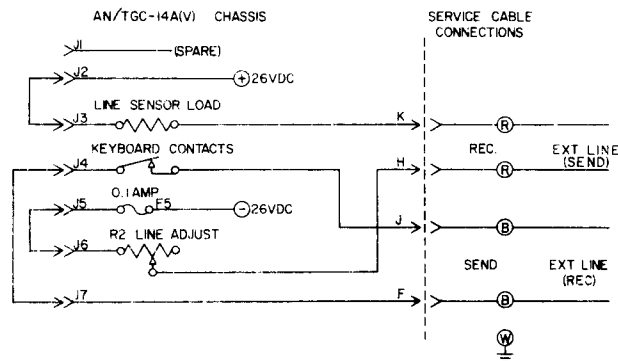 AN/TGC-14A(V) CHASSIS
SERVICE CABLE
CONNECTIONS
J1 (SPARE)
J2 + 26VDC
LINE SENSOR LOAD
J3 K R
KEYBOARD CONTACTS
J4 H REC. R EXT LINE
(SEND)
0.1 AMP
J5 F5 - 26VDC
R2 LINE ADJUST
J6 J B
SEND EXT LINE
(REC)
J7 F B
W